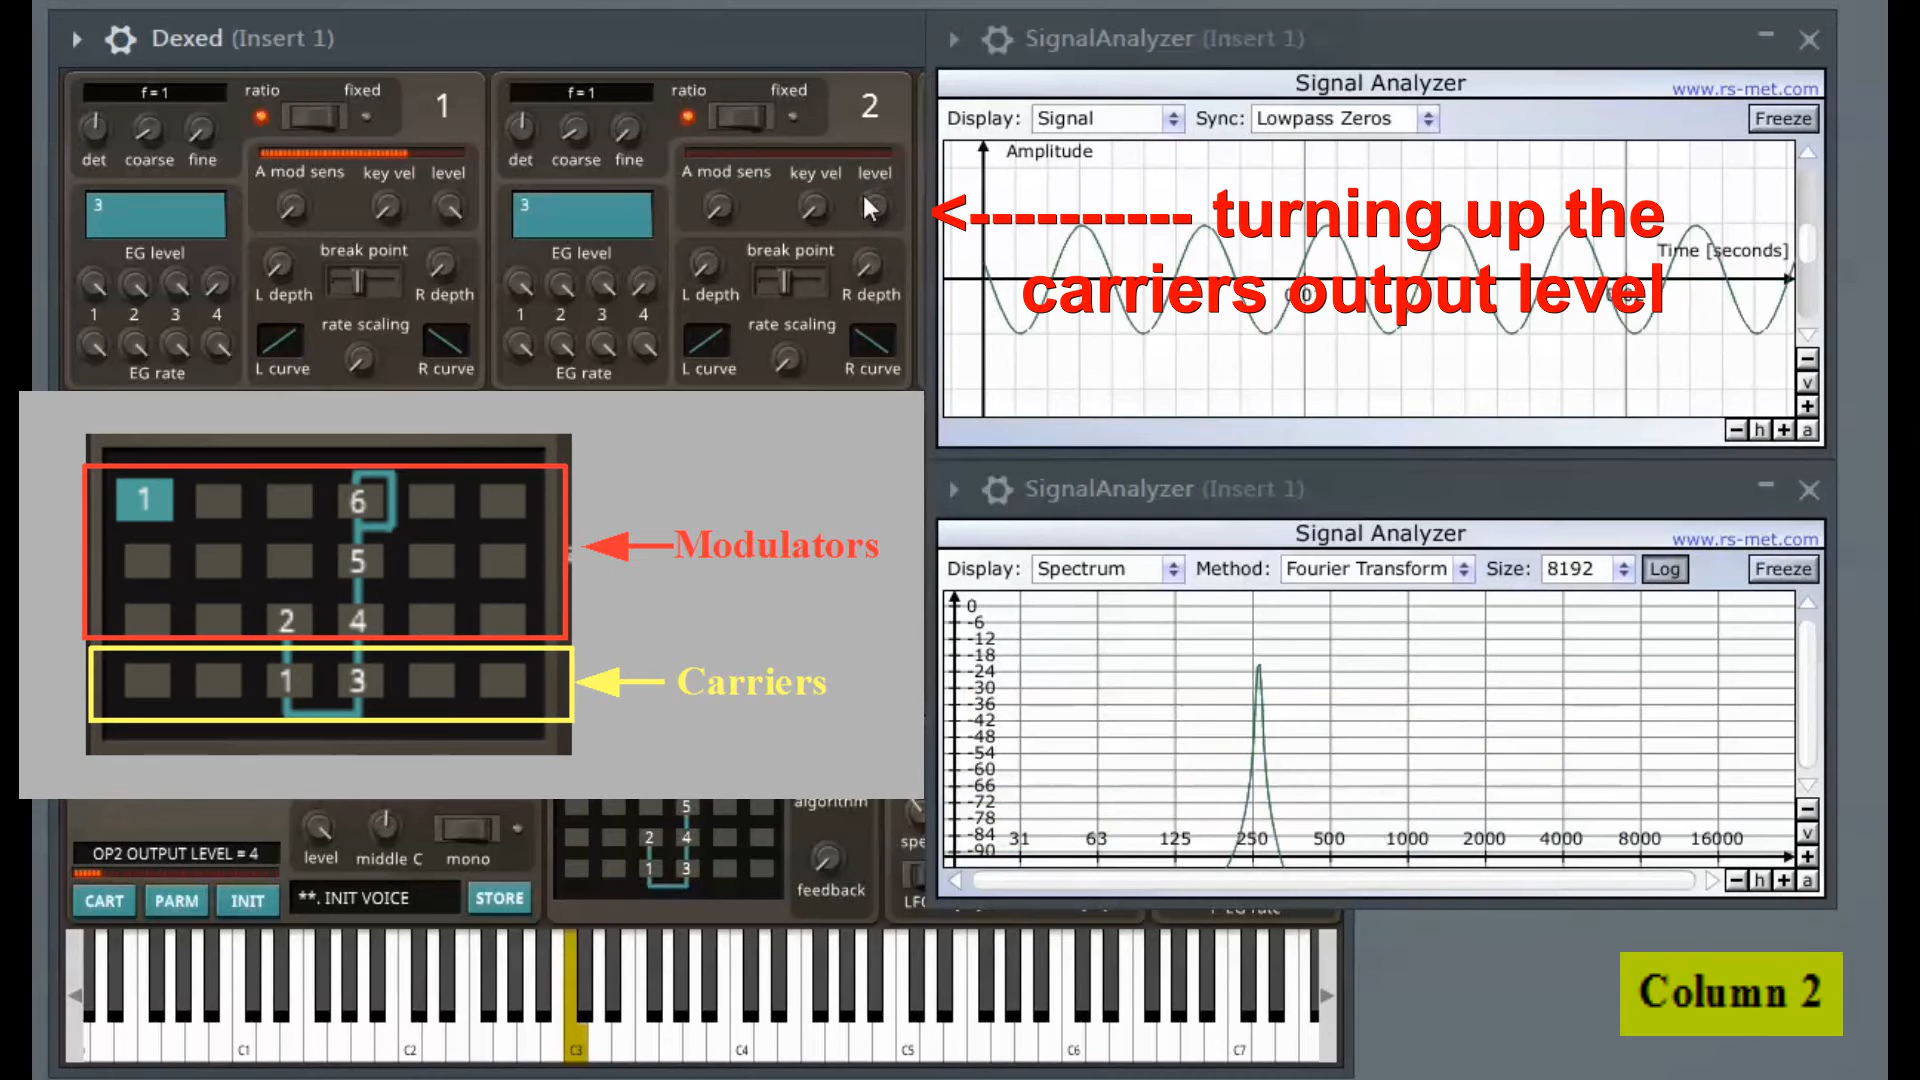 Dexed (Insert 1)
f = 1
ratio
fixed
1
det
coarse
fine
A mod sens
key vel
level
3
EG level
break point
L depth
R depth
1
2
3
4
rate scaling
EG rate
L curve
R curve
f = 1
ratio
fixed
2
det
coarse
fine
A mod sens
key vel
level
3
EG level
break point
L depth
R depth
1
2
3
4
rate scaling
EG rate
L curve
R curve
SignalAnalyzer (Insert 1)
Signal Analyzer
www.rs-met.com
Display:
Signal
Sync:
Lowpass Zeros
Freeze
Amplitude
<---------- turning up the
carriers output level
Time [seconds]
v
h
a
1
6
5
2
4
1
3
Modulators
Carriers
SignalAnalyzer (Insert 1)
Signal Analyzer
www.rs-met.com
Display:
Spectrum
Method:
Fourier Transform
Size:
8192
Log
Freeze
0
-6
-12
-18
-24
-30
-36
-42
-48
-54
-60
-66
-72
-78
-84
-90
31
63
125
250
500
1000
2000
4000
8000
16000
v
h
a
level
middle C
mono
OP2 OUTPUT LEVEL = 4
CART
PARM
INIT
**. INIT VOICE
STORE
5
2
4
1
3
algorithm
feedback
C1
C2
C3
C4
C5
C6
C7
Column 2